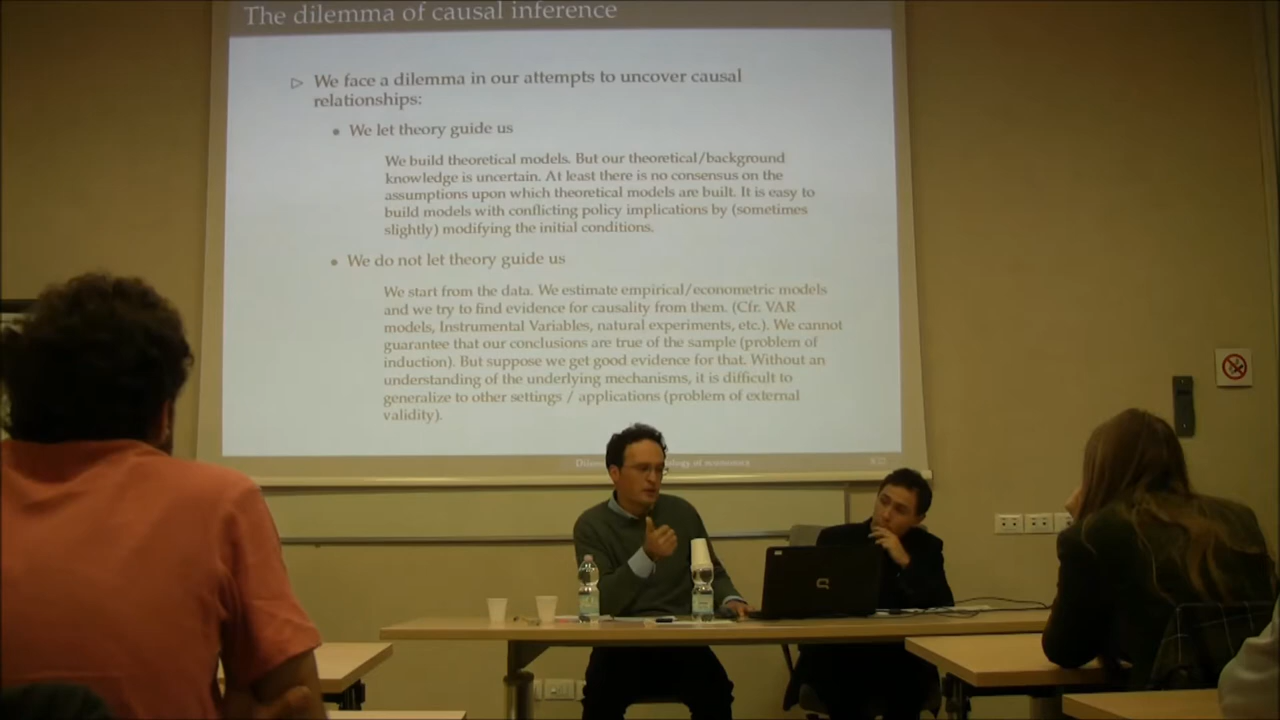 The dilemma of causal inference
▷ We face a dilemma in our attempts to uncover causal
relationships:
• We let theory guide us
We build theoretical models. But our theoretical/background
knowledge is uncertain. At least there is no consensus on the
assumptions upon which theoretical models are built. It is easy to
build models with conflicting policy implications by (sometimes
slightly) modifying the initial conditions.
• We do not let theory guide us
We start from the data. We estimate empirical/econometric models
and we try to find evidence for causality from them. (Cfr. VAR
models, Instrumental Variables, natural experiments, etc.). We cannot
guarantee that our conclusions are true of the sample (problem of
induction). But suppose we get good evidence for that. Without an
understanding of the underlying mechanisms, it is difficult to
generalize to other settings / applications (problem of external
validity).
of economics